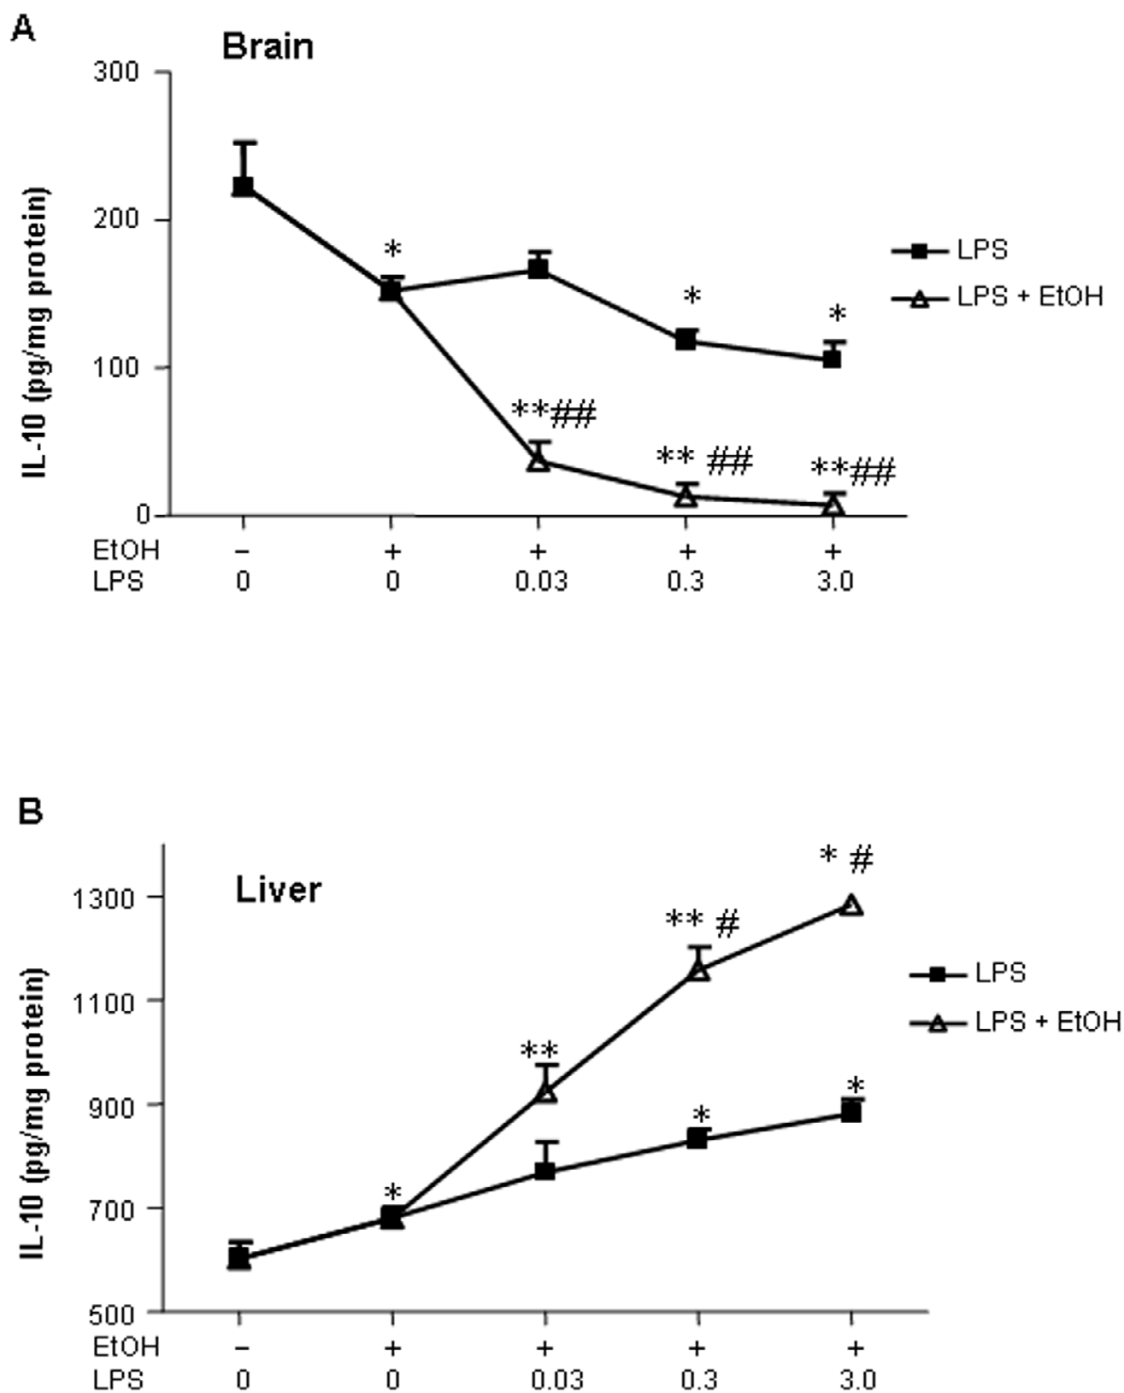 A
Brain
300
200
100
0
IL-10 (pg/mg protein)
*
*
*
**##
** ##
**##
LPS
LPS + EtOH
EtOH - + + + +
LPS 0 0 0.03 0.3 3.0
B
Liver
1300
1100
900
700
500
IL-10 (pg/mg protein)
* #
** #
**
*
*
*
LPS
LPS + EtOH
EtOH - + + + +
LPS 0 0 0.03 0.3 3.0